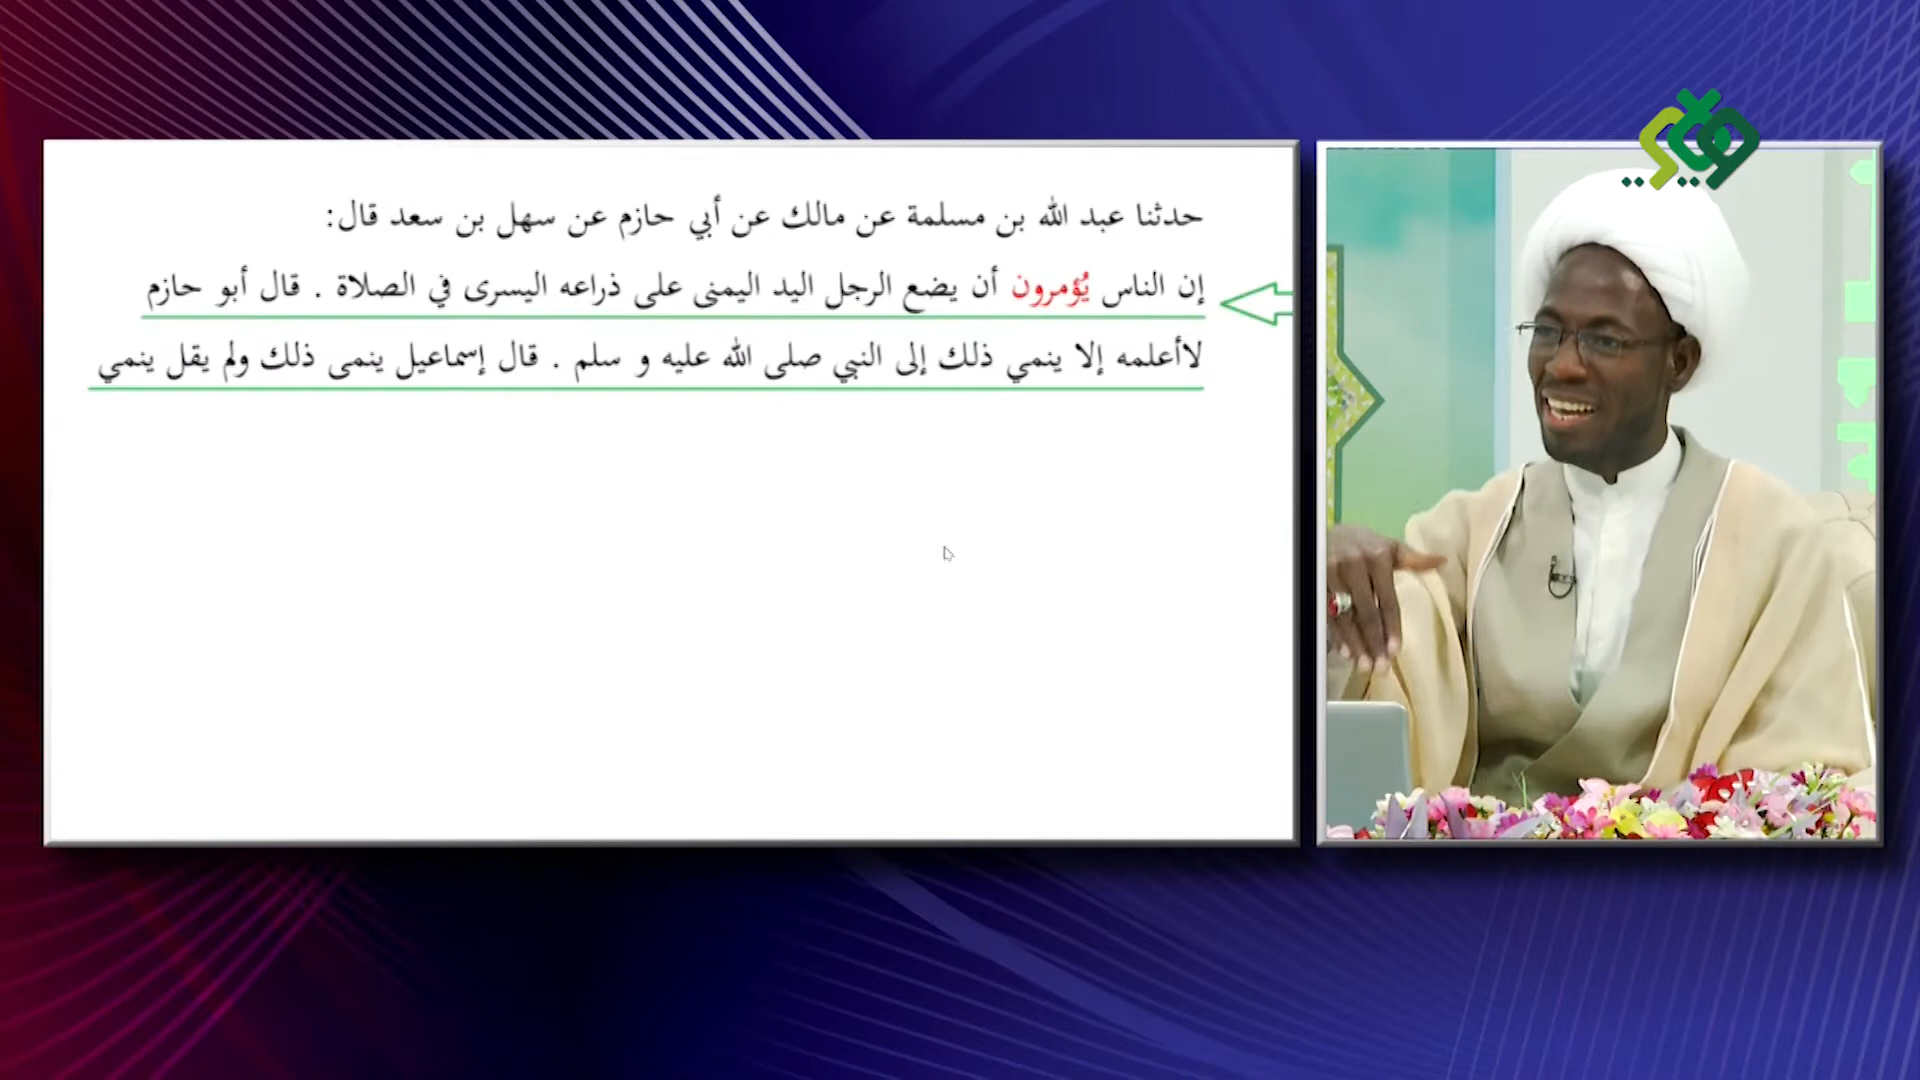 حدثنا عبد الله بن مسلمة عن مالك عن أبي حازم عن سهل بن سعد قال:
إن الناس يُؤمرون أن يضع الرجل اليد اليمنى على ذراعه اليسرى في الصلاة . قال أبو حازم
لاأعلمه إلا ينمي ذلك إلى النبي صلى الله عليه و سلم . قال إسماعيل ينمى ذلك ولم يقل ينمي